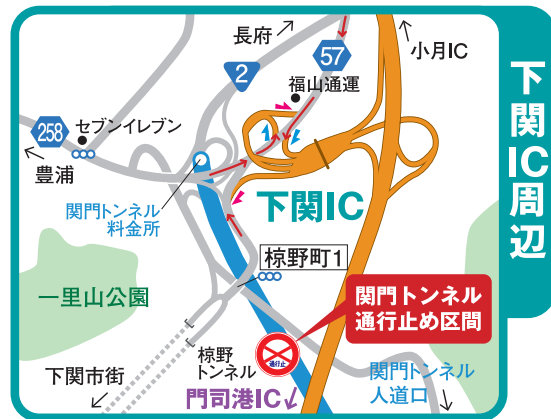 長府
57
小月IC
2
福山通運
258
セブンイレブン
豊浦
関門トンネル
料金所
下関IC
椋野町1
一里山公園
関門トンネル
通行止め区間
椋野
トンネル
通行止
下関市街
門司港IC
関門トンネル
人道口
下関IC周辺